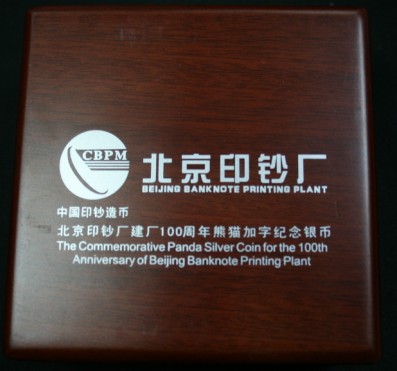 CBPM
北京印钞厂
BEIJING BANKNOTE PRINTING PLANT
中国印钞造币
北京印钞厂建厂100周年熊猫加字纪念银币
The Commemorative Panda Silver Coin for the 100th
Anniversary of Beijing Banknote Printing Plant